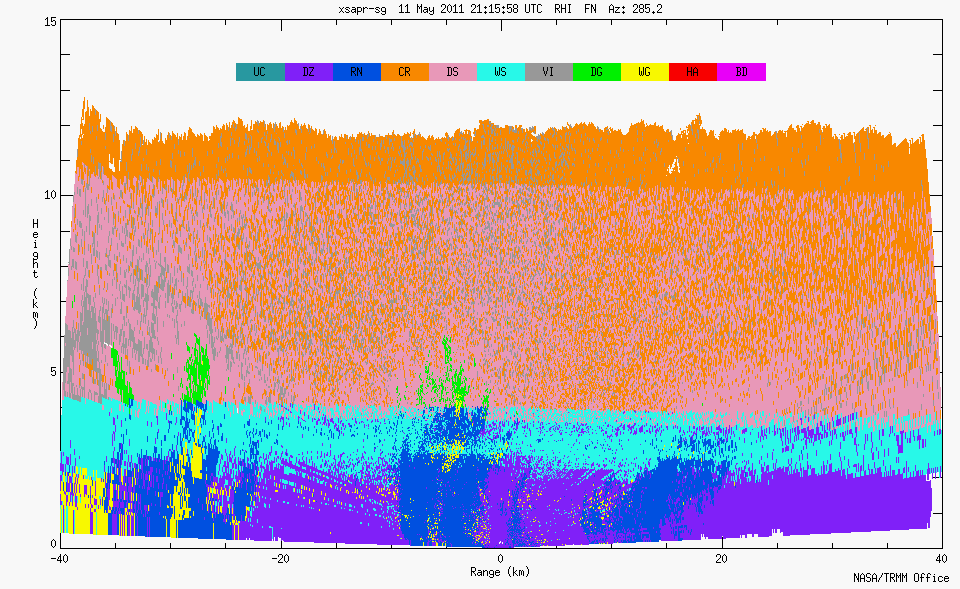 xsapr-sg 11 May 2011 21:15:58 UTC RHI FN Az: 285.2
15
UC DZ RN CR DS WS VI DG WG HA BD
10
Height (km)
5
0
-40 -20 0 20 40
Range (km)
NASA/TRMM Office